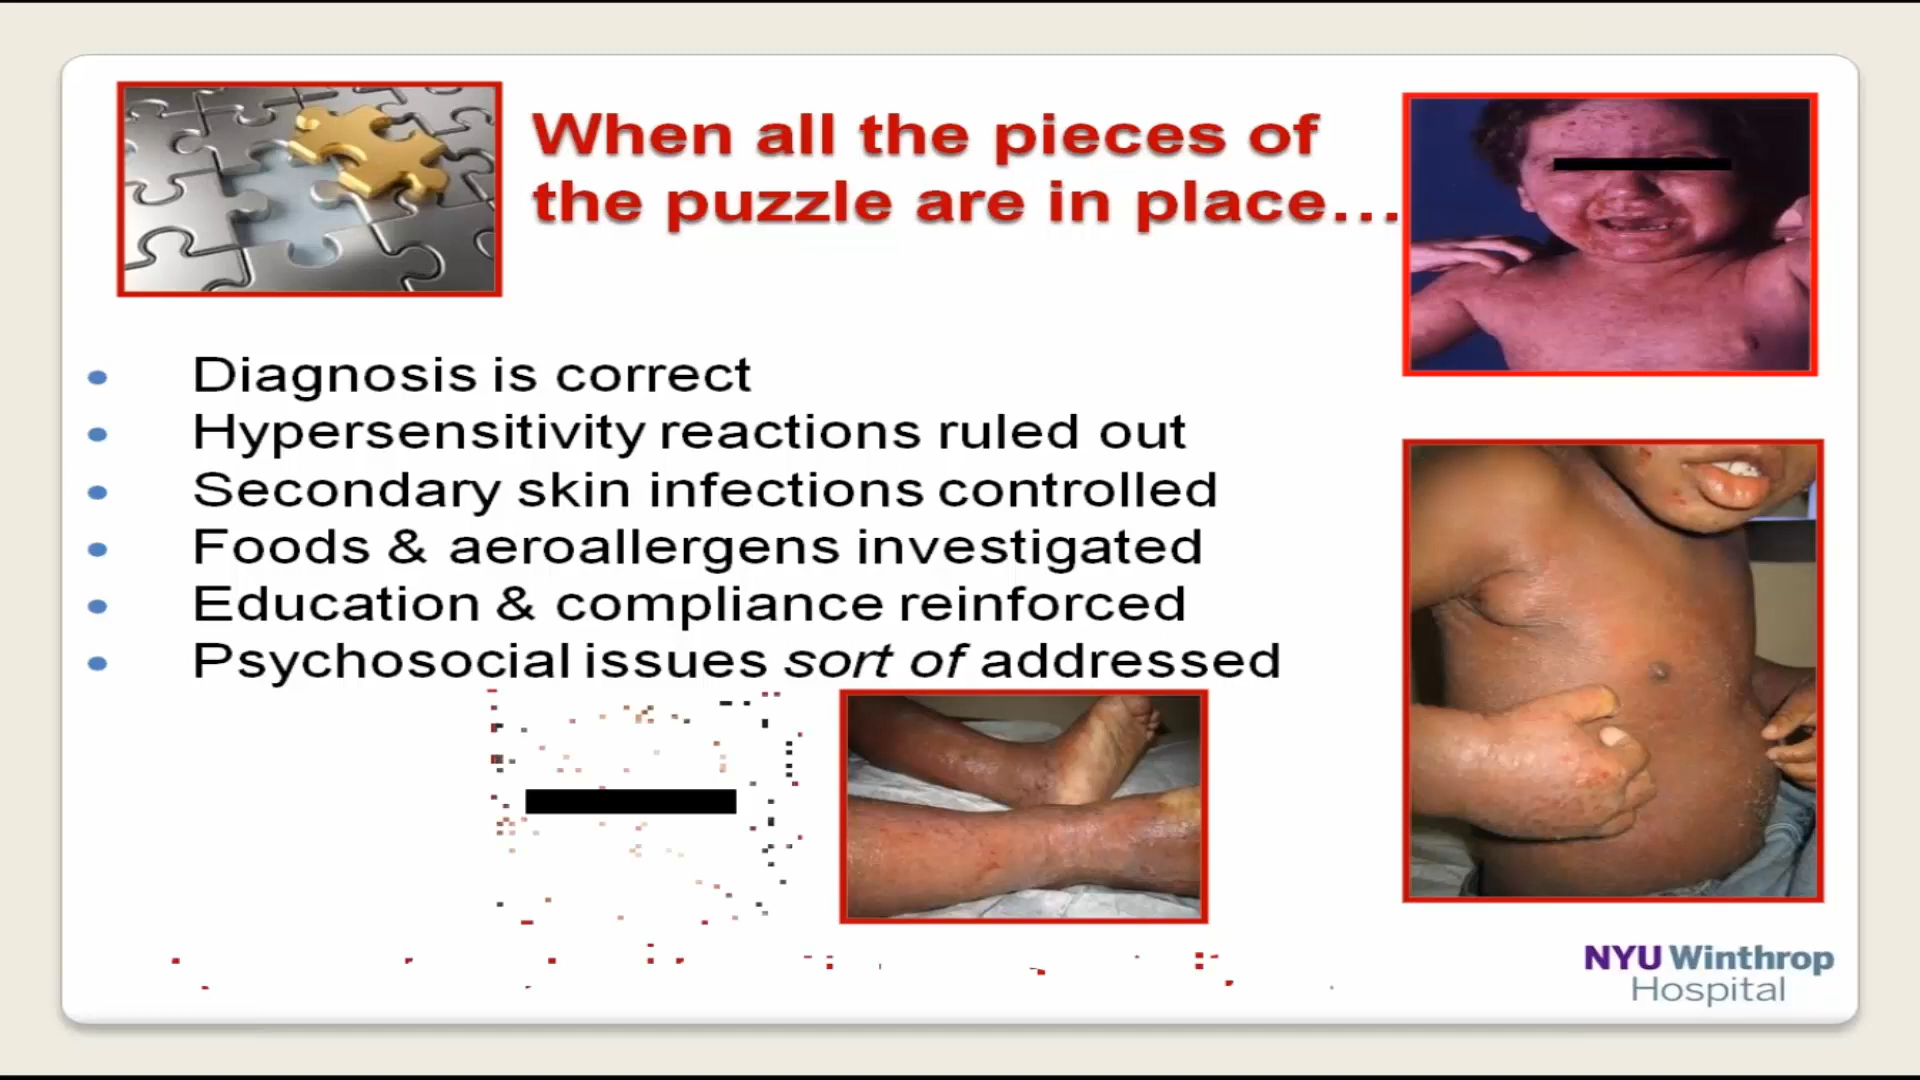 When all the pieces of
the puzzle are in place...
• Diagnosis is correct
• Hypersensitivity reactions ruled out
• Secondary skin infections controlled
• Foods & aeroallergens investigated
• Education & compliance reinforced
• Psychosocial issues sort of addressed
NYU Winthrop
Hospital